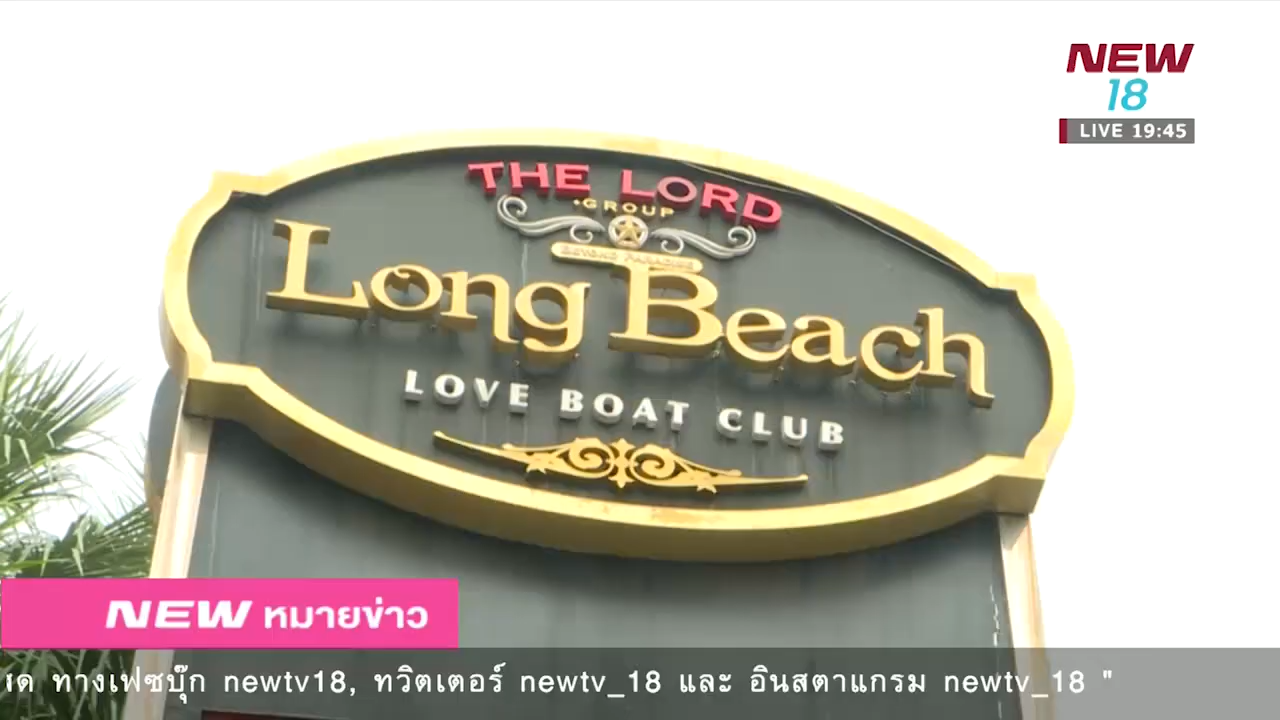 NEW
18
LIVE 19:45
THE LORD
•GROUP•
BEYOND PARADISE
Long Beach
LOVE BOAT CLUB
NEW หมายข่าว
ทางเฟซบุ๊ก newtv18, ทวิตเตอร์ newtv_18 และ อินสตาแกรม newtv_18 "